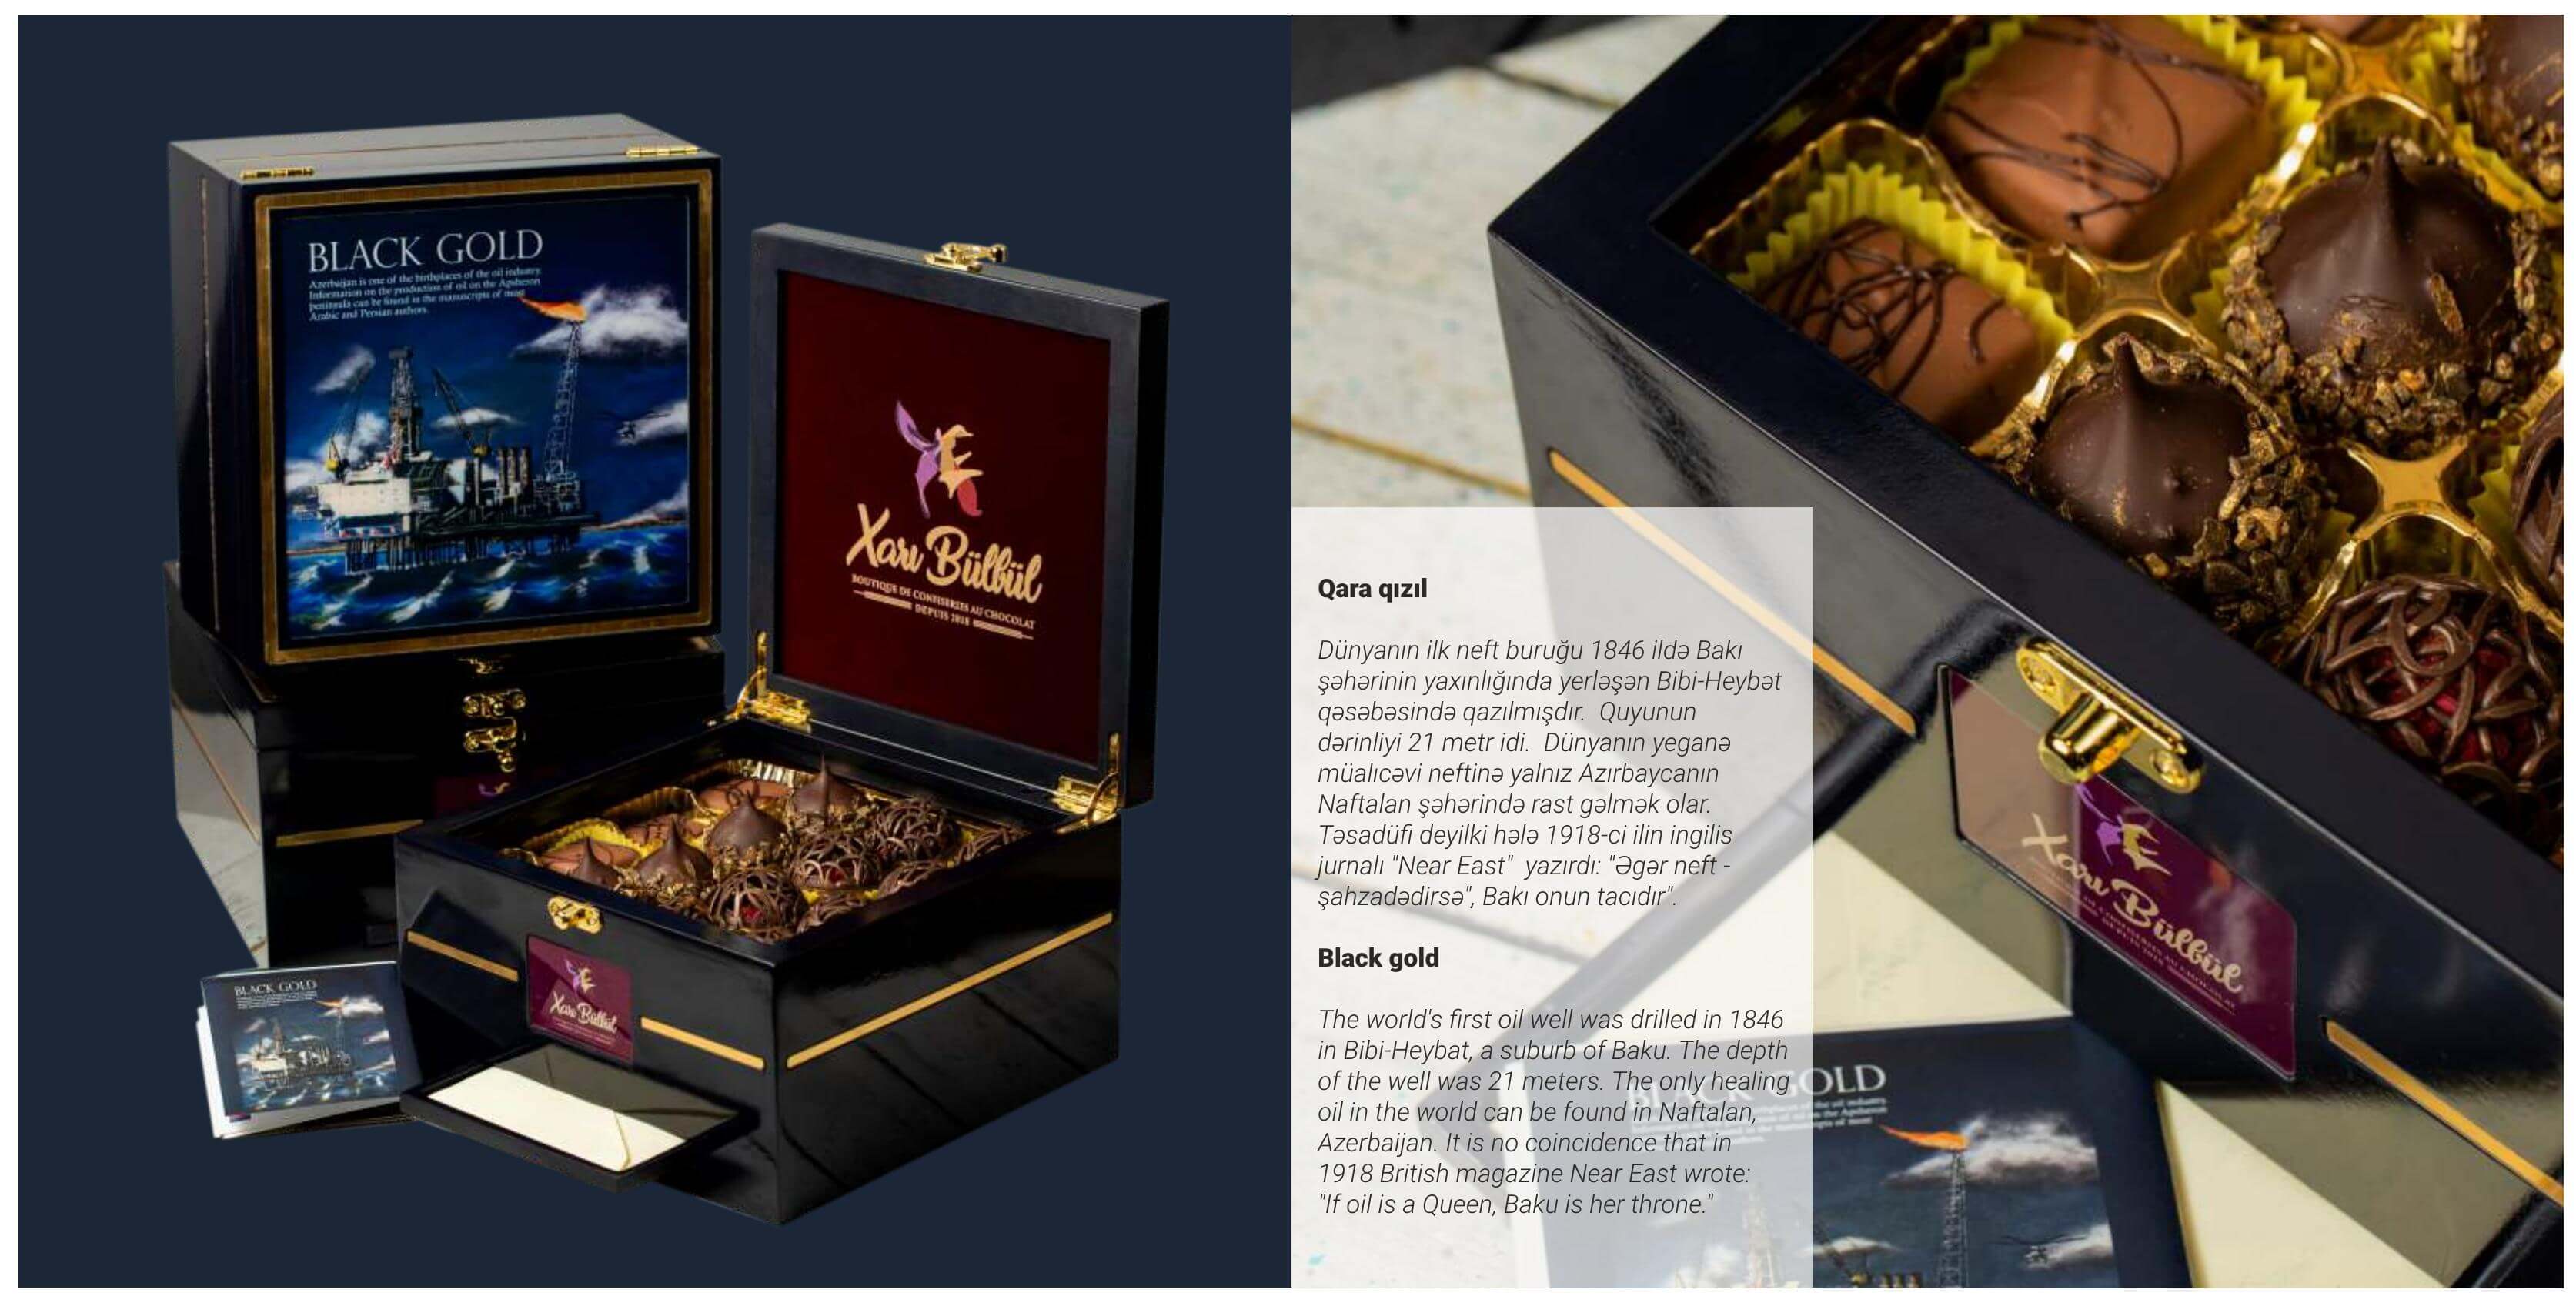 BLACK GOLD
Azerbaijan is one of the birthplaces of the oil industry.
Information on the production of oil on the Apsheron
peninsula can be found in the manuscripts of most
Arabic and Persian authors.
Xarı Bülbül
BOUTIQUE DE CONFISERIES AU CHOCOLAT
DEPUIS 2018
Xarı Bülbül
BLACK GOLD
Qara qızıl
Dünyanın ilk neft buruğu 1846 ildə Bakı
şəhərinin yaxınlığında yerləşən Bibi-Heybət
qəsəbəsində qazılmışdır.  Quyunun
dərinliyi 21 metr idi.  Dünyanın yeganə
müalıcəvi neftinə yalnız Azırbaycanın
Naftalan şəhərində rast gəlmək olar.
Təsadüfi deyilki hələ 1918-ci ilin ingilis
jurnalı "Near East"  yazırdı: "Əgər neft -
şahzadədirsə", Bakı onun tacıdır".
Black gold
The world's first oil well was drilled in 1846
in Bibi-Heybat, a suburb of Baku. The depth
of the well was 21 meters. The only healing
oil in the world can be found in Naftalan,
Azerbaijan. It is no coincidence that in
1918 British magazine Near East wrote:
"If oil is a Queen, Baku is her throne."
Xarı Bülbül
BLACK GOLD